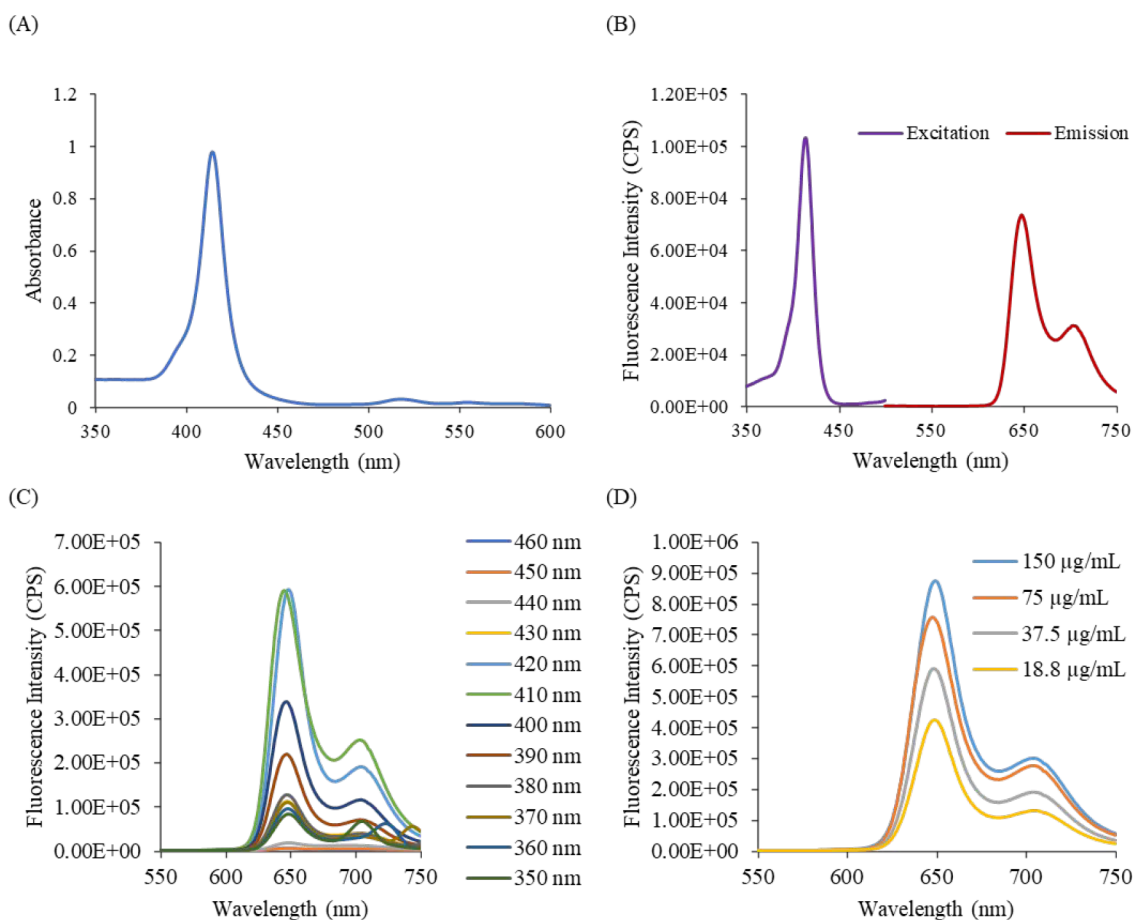 (A)
1.2
1
0.8
0.6
0.4
0.2
0
Absorbance
350 400 450 500 550 600
Wavelength (nm)
(B)
1.20E+05
1.00E+05
8.00E+04
6.00E+04
4.00E+04
2.00E+04
0.00E+00
Fluorescence Intensity (CPS)
Excitation Emission
350 450 550 650 750
Wavelength (nm)
(C)
7.00E+05
6.00E+05
5.00E+05
4.00E+05
3.00E+05
2.00E+05
1.00E+05
0.00E+00
Fluorescence Intensity (CPS)
550 600 650 700 750
Wavelength (nm)
460 nm
450 nm
440 nm
430 nm
420 nm
410 nm
400 nm
390 nm
380 nm
370 nm
360 nm
350 nm
(D)
1.00E+06
9.00E+05
8.00E+05
7.00E+05
6.00E+05
5.00E+05
4.00E+05
3.00E+05
2.00E+05
1.00E+05
0.00E+00
Fluorescence Intensity (CPS)
150 µg/mL
75 µg/mL
37.5 µg/mL
18.8 µg/mL
550 600 650 700 750
Wavelength (nm)